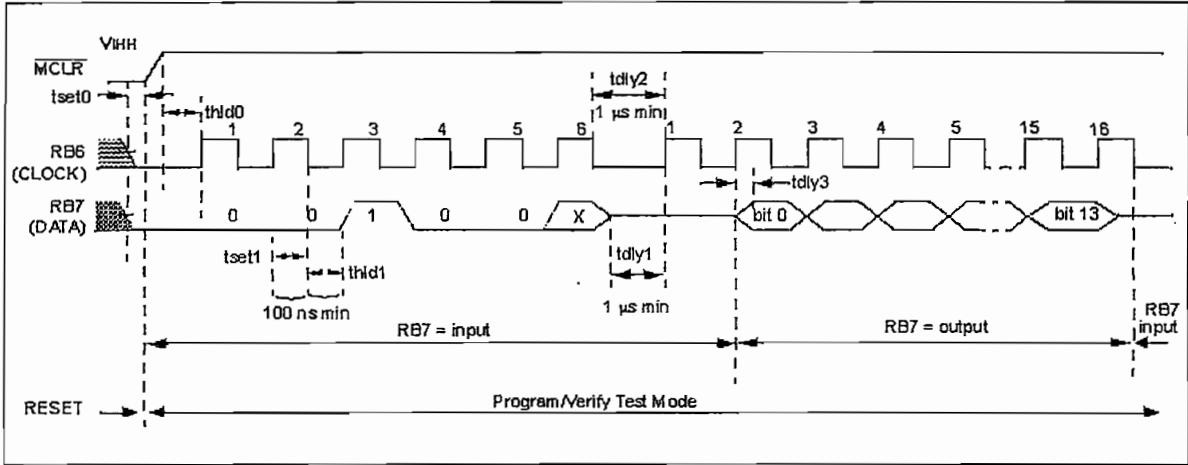 VIHH
MCLR
tset0
thld0
tdly2
1 µs min
1 2 3 4 5 6 1 2 3 4 5 15 16
RB6
(CLOCK)
tdly3
RB7
(DATA)
0 0 1 0 0 X bit 0 bit 13
tset1
thld1
tdly1
100 ns min
1 µs min
RB7 = input
RB7 = output
RB7
input
RESET
Program/Verify Test Mode